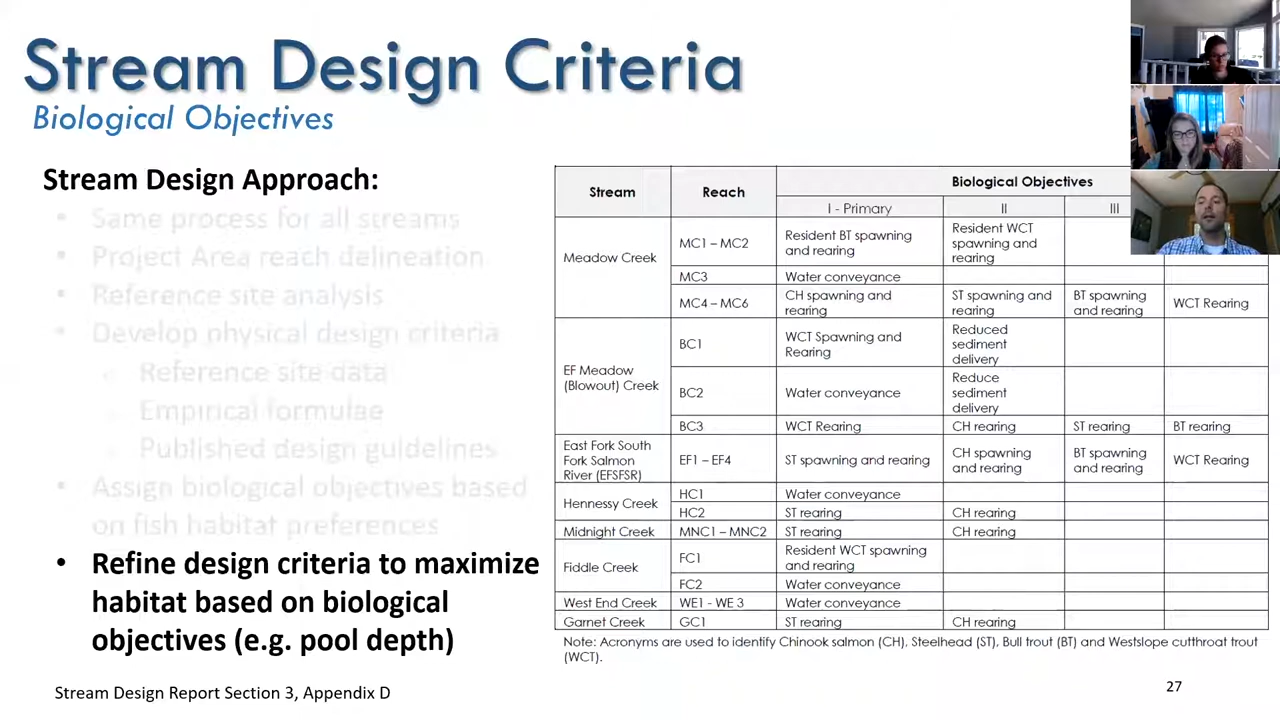 Stream Design Criteria
Biological Objectives
Stream Design Approach:
• Same process for all streams
• Project Area reach delineation
• Reference site analysis
• Develop physical design criteria
o Reference site data
o Empirical formulae
o Published design guidelines
• Assign biological objectives based
on fish habitat preferences
• Refine design criteria to maximize
habitat based on biological
objectives (e.g. pool depth)
Stream Design Report Section 3, Appendix D
Stream Reach Biological Objectives
I - Primary II III
Meadow Creek
MC1 – MC2
Resident BT spawning
and rearing
Resident WCT
spawning and
rearing
MC3 Water conveyance
MC4 – MC6
CH spawning and
rearing
ST spawning and
rearing
BT spawning
and rearing
WCT Rearing
EF Meadow
(Blowout) Creek
BC1
WCT Spawning and
Rearing
Reduced
sediment
delivery
BC2
Water conveyance
Reduce
sediment
delivery
BC3 WCT Rearing CH rearing ST rearing BT rearing
East Fork South
Fork Salmon
River (EFSFSR)
EF1 – EF4
ST spawning and rearing
CH spawning
and rearing
BT spawning
and rearing
WCT Rearing
Hennessy Creek
HC1 Water conveyance
HC2 ST rearing CH rearing
Midnight Creek MNC1 – MNC2 ST rearing CH rearing
Fiddle Creek
FC1
Resident WCT spawning
and rearing
FC2 Water conveyance
West End Creek WE1 - WE 3 Water conveyance
Garnet Creek GC1 ST rearing CH rearing
Note: Acronyms are used to identify Chinook salmon (CH), Steelhead (ST), Bull trout (BT) and Westslope cutthroat trout
(WCT).
27